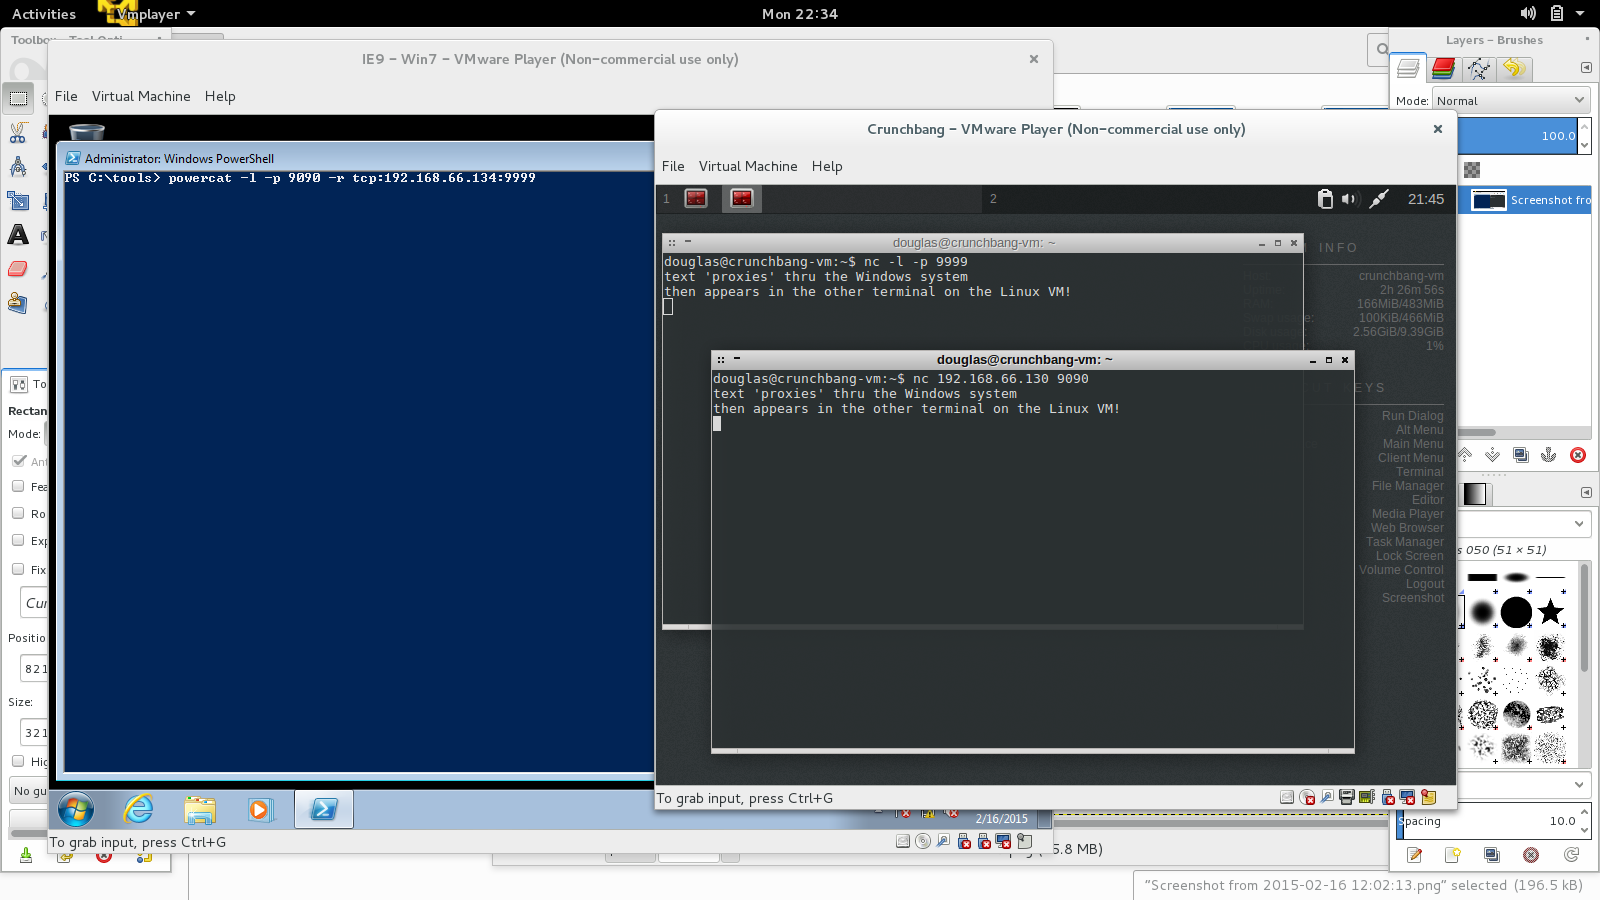 Activities
Vmplayer
Mon 22:34
Layers – Brushes
IE9 – Win7 – VMware Player (Non-commercial use only)
File Virtual Machine Help
Mode: Normal
100.0
Screenshot fro
Administrator: Windows PowerShell
PS C:\tools> powercat -l -p 9090 -r tcp:192.168.66.134:9999
Crunchbang – VMware Player (Non-commercial use only)
File Virtual Machine Help
1
2
21:45
douglas@crunchbang-vm: ~
douglas@crunchbang-vm:~$ nc -l -p 9999
text 'proxies' thru the Windows system
then appears in the other terminal on the Linux VM!
INFO
crunchbang-vm
2h 26m 56s
166MiB/483MiB
100KiB/466MiB
2.56GiB/9.39GiB
1%
douglas@crunchbang-vm: ~
douglas@crunchbang-vm:~$ nc 192.168.66.130 9090
text 'proxies' thru the Windows system
then appears in the other terminal on the Linux VM!
EYS
Run Dialog
Alt Menu
Main Menu
Client Menu
Terminal
File Manager
Editor
Media Player
Web Browser
Task Manager
Lock Screen
Volume Control
Logout
Screenshot
To grab input, press Ctrl+G
To
Rectan
Mode:
Ant
Fea
Ro
Exp
Fix
Cur
Positio
821
Size:
321
Hig
No gu
2/16/2015
To grab input, press Ctrl+G
s 050 (51 × 51)
Spacing 10.0
5.8 MB)
"Screenshot from 2015-02-16 12:02:13.png" selected (196.5 kB)